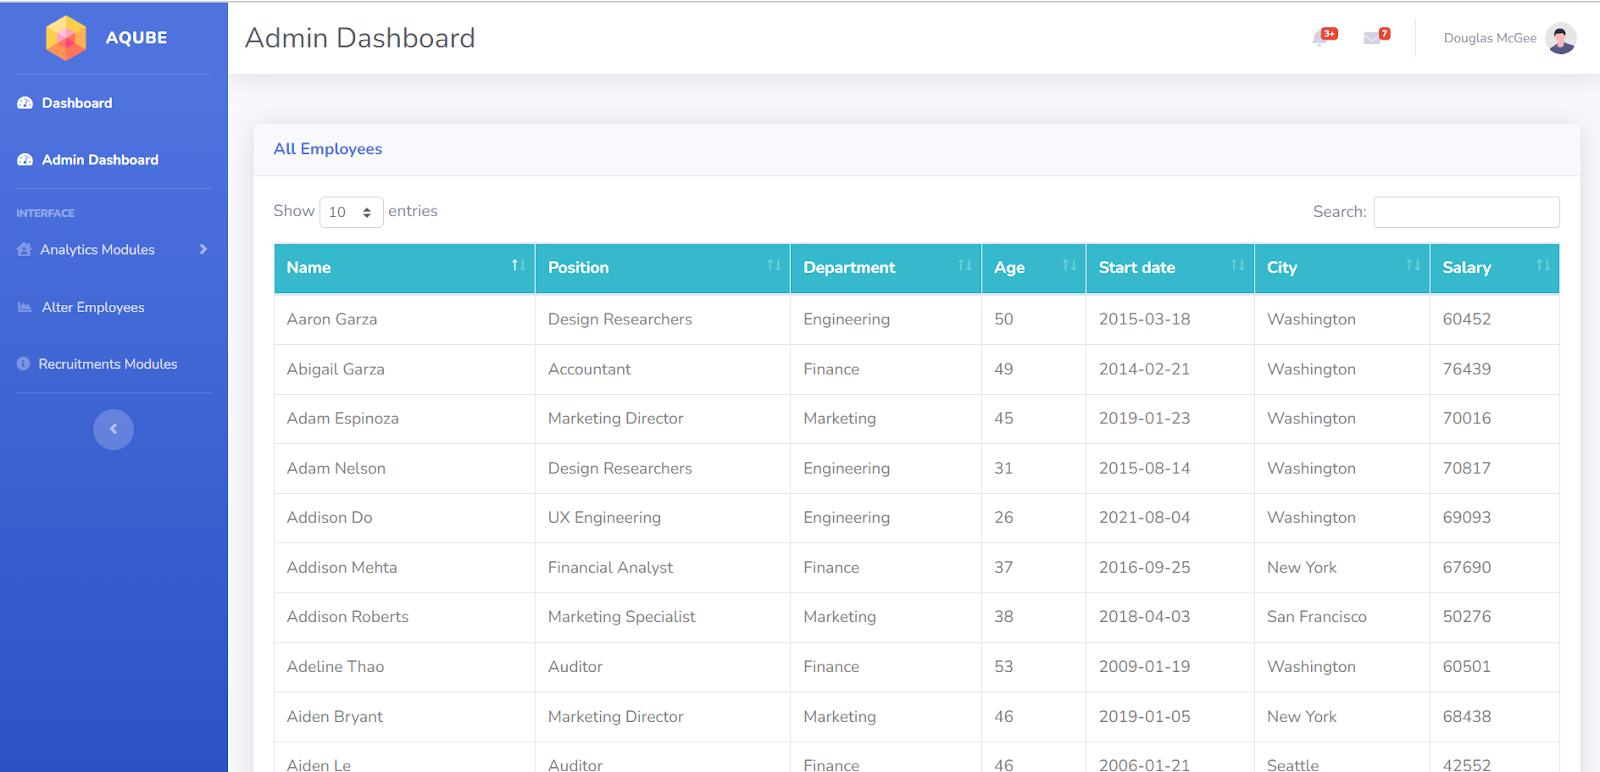 AQUBE
Admin Dashboard
3+
7
Douglas McGee
Dashboard
Admin Dashboard
INTERFACE
Analytics Modules
Alter Employees
Recruitments Modules
All Employees
Show 10 entries
Search:
Name Position Department Age Start date City Salary
Aaron Garza Design Researchers Engineering 50 2015-03-18 Washington 60452
Abigail Garza Accountant Finance 49 2014-02-21 Washington 76439
Adam Espinoza Marketing Director Marketing 45 2019-01-23 Washington 70016
Adam Nelson Design Researchers Engineering 31 2015-08-14 Washington 70817
Addison Do UX Engineering Engineering 26 2021-08-04 Washington 69093
Addison Mehta Financial Analyst Finance 37 2016-09-25 New York 67690
Addison Roberts Marketing Specialist Marketing 38 2018-04-03 San Francisco 50276
Adeline Thao Auditor Finance 53 2009-01-19 Washington 60501
Aiden Bryant Marketing Director Marketing 46 2019-01-05 New York 68438
Aiden Le Auditor Finance 46 2006-01-21 Seattle 42552